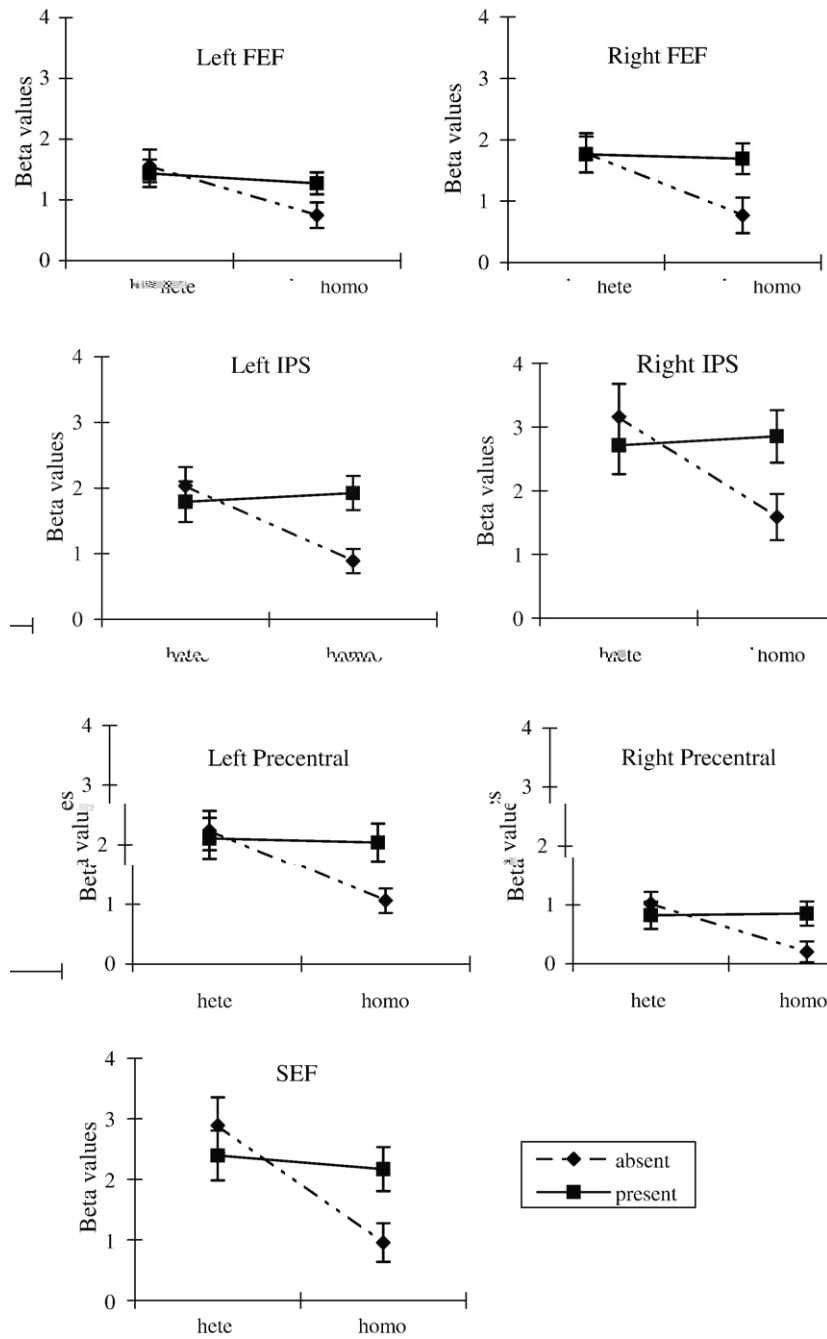 4
Left FEF
3
Beta values
2
1
0
hete
homo
4
Right FEF
3
Beta values
2
1
0
hete
homo
4
Left IPS
3
Beta values
2
1
0
homo
4
Right IPS
3
Beta values
2
1
0
homo
4
Left Precentral
3
2
1
0
hete
homo
4
Right Precentral
3
2
1
0
hete
homo
4
SEF
3
Beta values
2
1
0
hete
homo
absent
present